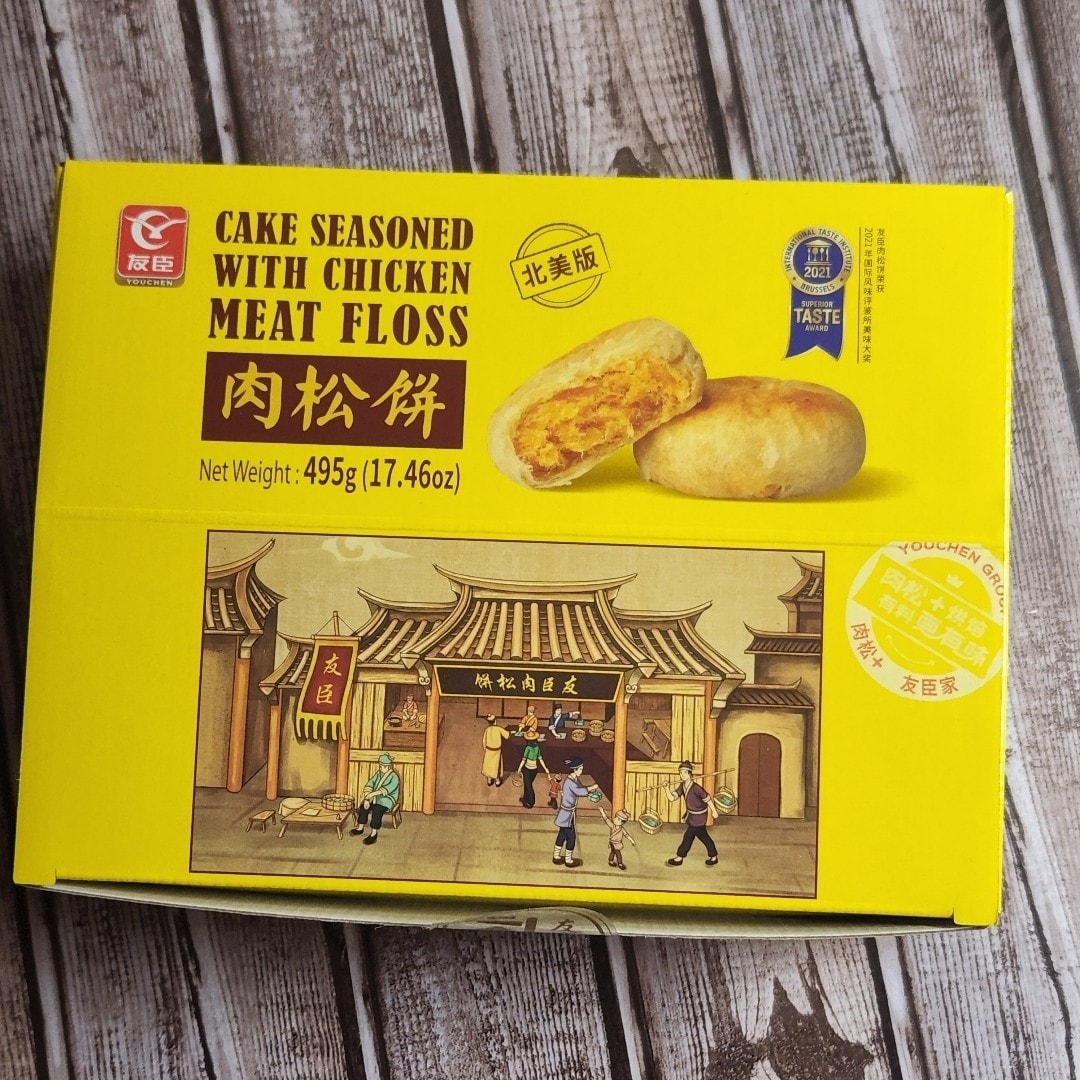 友臣
YOUCHEN
CAKE SEASONED
WITH CHICKEN
MEAT FLOSS
肉松饼
Net Weight : 495g (17.46oz)
北美版
INTERNATIONAL TASTE INSTITUTE
2021
BRUSSELS
SUPERIOR
TASTE
AWARD
友臣肉松饼荣获
2021年国际风味评鉴所美味大奖
友臣
饼松肉臣友
YOUCHEN GROU
肉松+烘焙
有料更有味
肉松+
友臣家
友